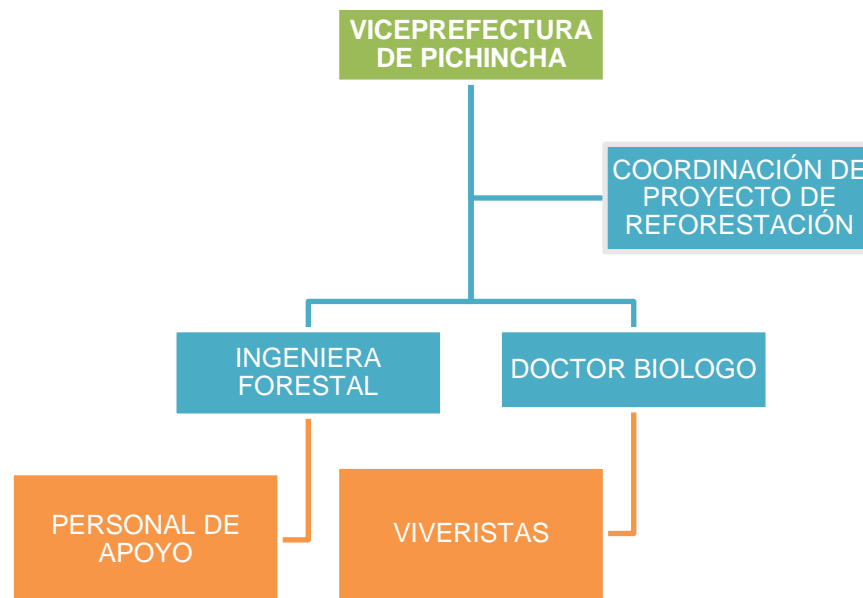 VICEPREFECTURA
DE PICHINCHA
COORDINACIÓN DE
PROYECTO DE
REFORESTACIÓN
INGENIERA
FORESTAL
DOCTOR BIOLOGO
PERSONAL DE
APOYO
VIVERISTAS